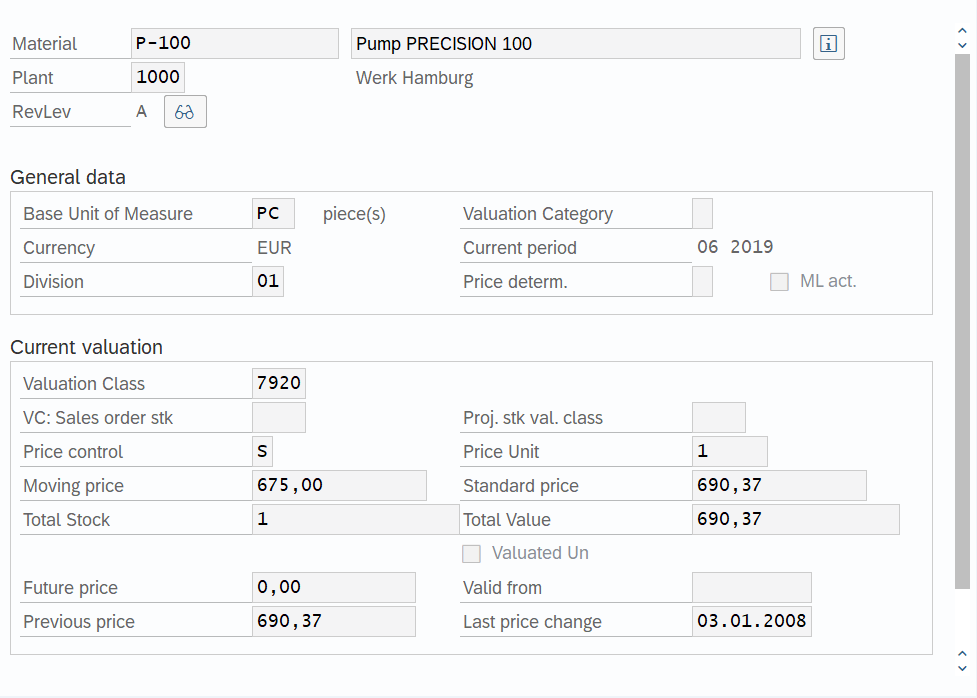 Material P-100 Pump PRECISION 100
Plant 1000 Werk Hamburg
RevLev A
General data
Base Unit of Measure PC piece(s) Valuation Category
Currency EUR Current period 06 2019
Division 01 Price determ. ML act.
Current valuation
Valuation Class 7920
VC: Sales order stk Proj. stk val. class
Price control S Price Unit 1
Moving price 675,00 Standard price 690,37
Total Stock 1 Total Value 690,37
Valuated Un
Future price 0,00 Valid from
Previous price 690,37 Last price change 03.01.2008